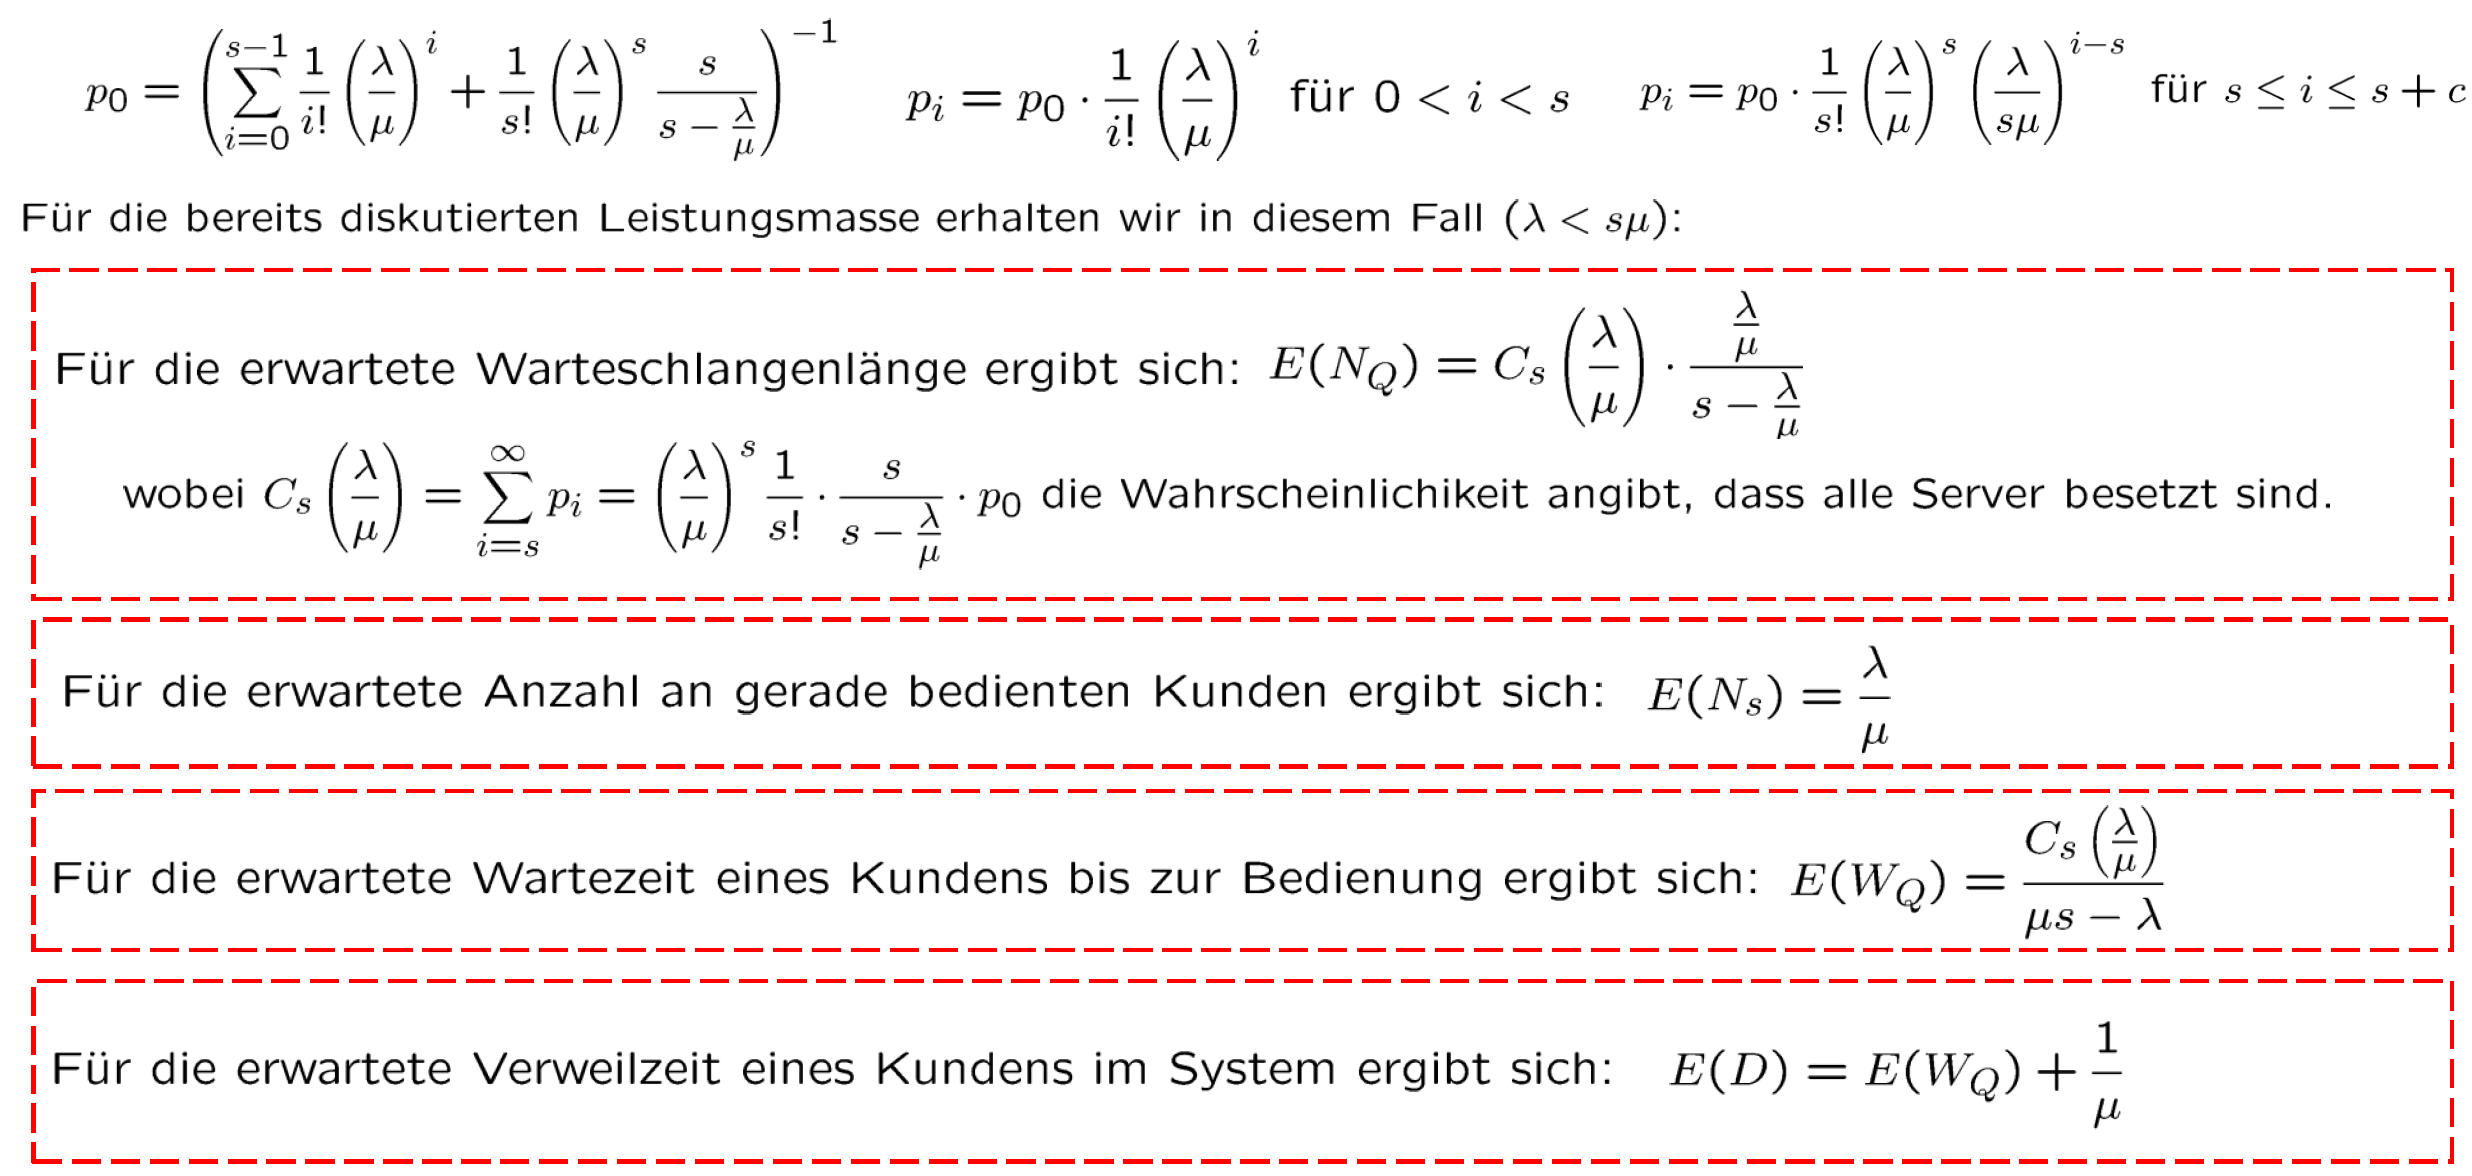 $p_0 = \left( \sum_{i=0}^{s-1} \frac{1}{i!} \left( \frac{\lambda}{\mu} \right)^i + \frac{1}{s!} \left( \frac{\lambda}{\mu} \right)^s \frac{s}{s - \frac{\lambda}{\mu}} \right)^{-1}$ $p_i = p_0 \cdot \frac{1}{i!} \left( \frac{\lambda}{\mu} \right)^i$ für $0 < i < s$ $p_i = p_0 \cdot \frac{1}{s!} \left( \frac{\lambda}{\mu} \right)^s \left( \frac{\lambda}{s\mu} \right)^{i-s}$ für $s \leq i \leq s + c$
Für die bereits diskutierten Leistungsmasse erhalten wir in diesem Fall ($\lambda < s\mu$):
Für die erwartete Warteschlangenlänge ergibt sich: $E(N_Q) = C_s \left( \frac{\lambda}{\mu} \right) \cdot \frac{\frac{\lambda}{\mu}}{s - \frac{\lambda}{\mu}}$
wobei $C_s \left( \frac{\lambda}{\mu} \right) = \sum_{i=s}^{\infty} p_i = \left( \frac{\lambda}{\mu} \right)^s \frac{1}{s!} \cdot \frac{s}{s - \frac{\lambda}{\mu}} \cdot p_0$ die Wahrscheinlichikeit angibt, dass alle Server besetzt sind.
Für die erwartete Anzahl an gerade bedienten Kunden ergibt sich: $E(N_s) = \frac{\lambda}{\mu}$
Für die erwartete Wartezeit eines Kundens bis zur Bedienung ergibt sich: $E(W_Q) = \frac{C_s \left( \frac{\lambda}{\mu} \right)}{\mu s - \lambda}$
Für die erwartete Verweilzeit eines Kundens im System ergibt sich: $E(D) = E(W_Q) + \frac{1}{\mu}$